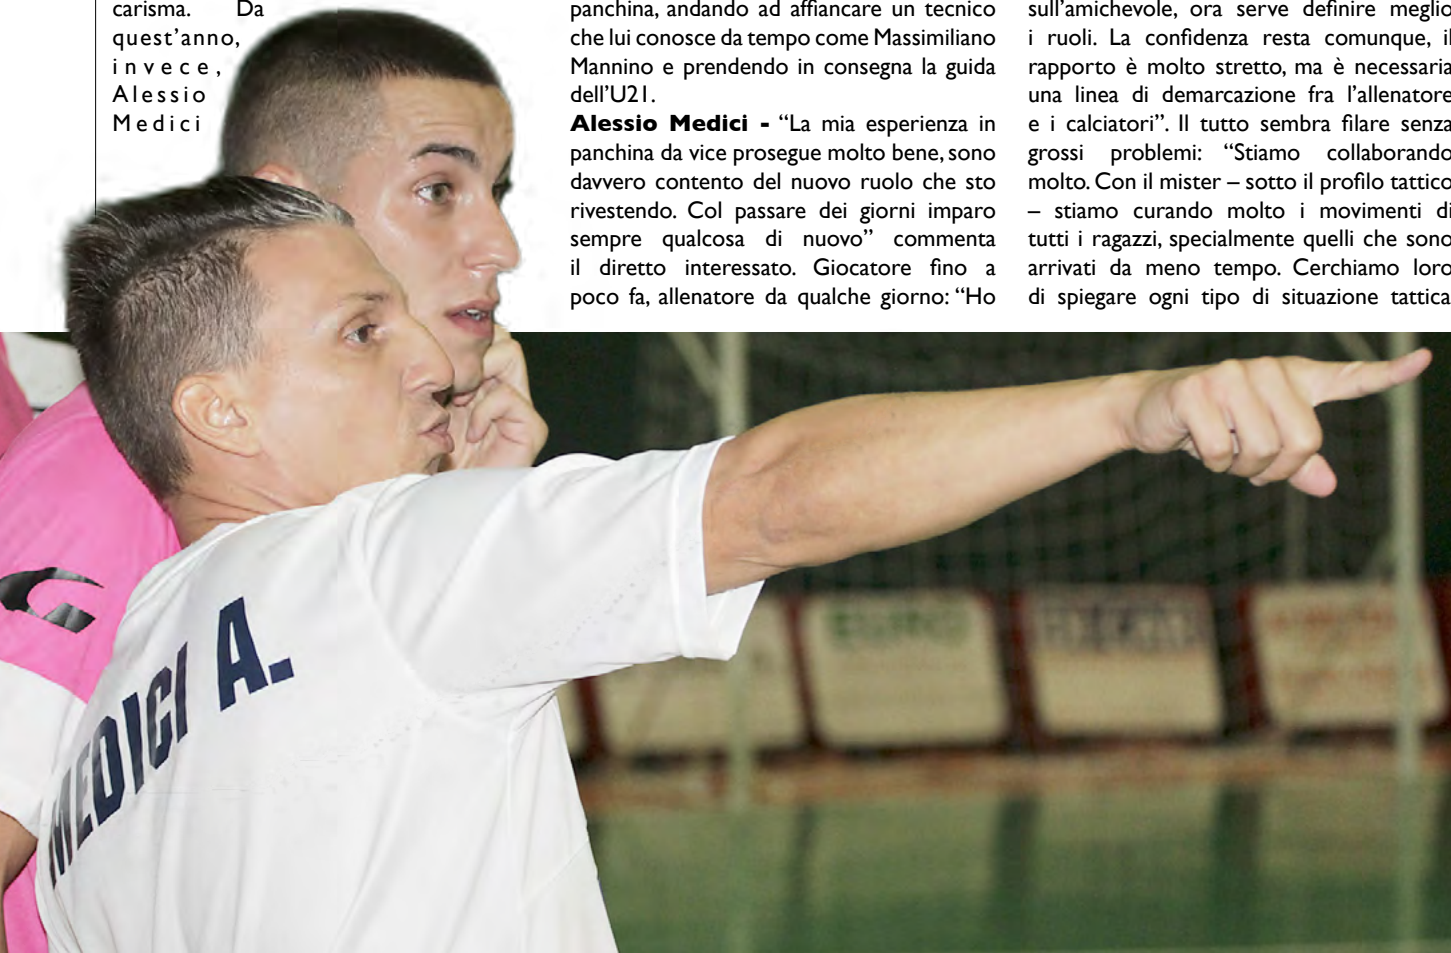 carisma. Da
quest'anno,
invece,
Alessio
Medici
panchina, andando ad affiancare un tecnico
che lui conosce da tempo come Massimiliano
Mannino e prendendo in consegna la guida
dell'U21.
Alessio Medici - “La mia esperienza in
panchina da vice prosegue molto bene, sono
davvero contento del nuovo ruolo che sto
rivestendo. Col passare dei giorni imparo
sempre qualcosa di nuovo” commenta
il diretto interessato. Giocatore fino a
poco fa, allenatore da qualche giorno: “Ho
sull'amichevole, ora serve definire meglio
i ruoli. La confidenza resta comunque, il
rapporto è molto stretto, ma è necessaria
una linea di demarcazione fra l'allenatore
e i calciatori”. Il tutto sembra filare senza
grossi problemi: “Stiamo collaborando
molto. Con il mister – sotto il profilo tattico
– stiamo curando molto i movimenti di
tutti i ragazzi, specialmente quelli che sono
arrivati da meno tempo. Cerchiamo loro
di spiegare ogni tipo di situazione tattica
MEDICI A.
EURO